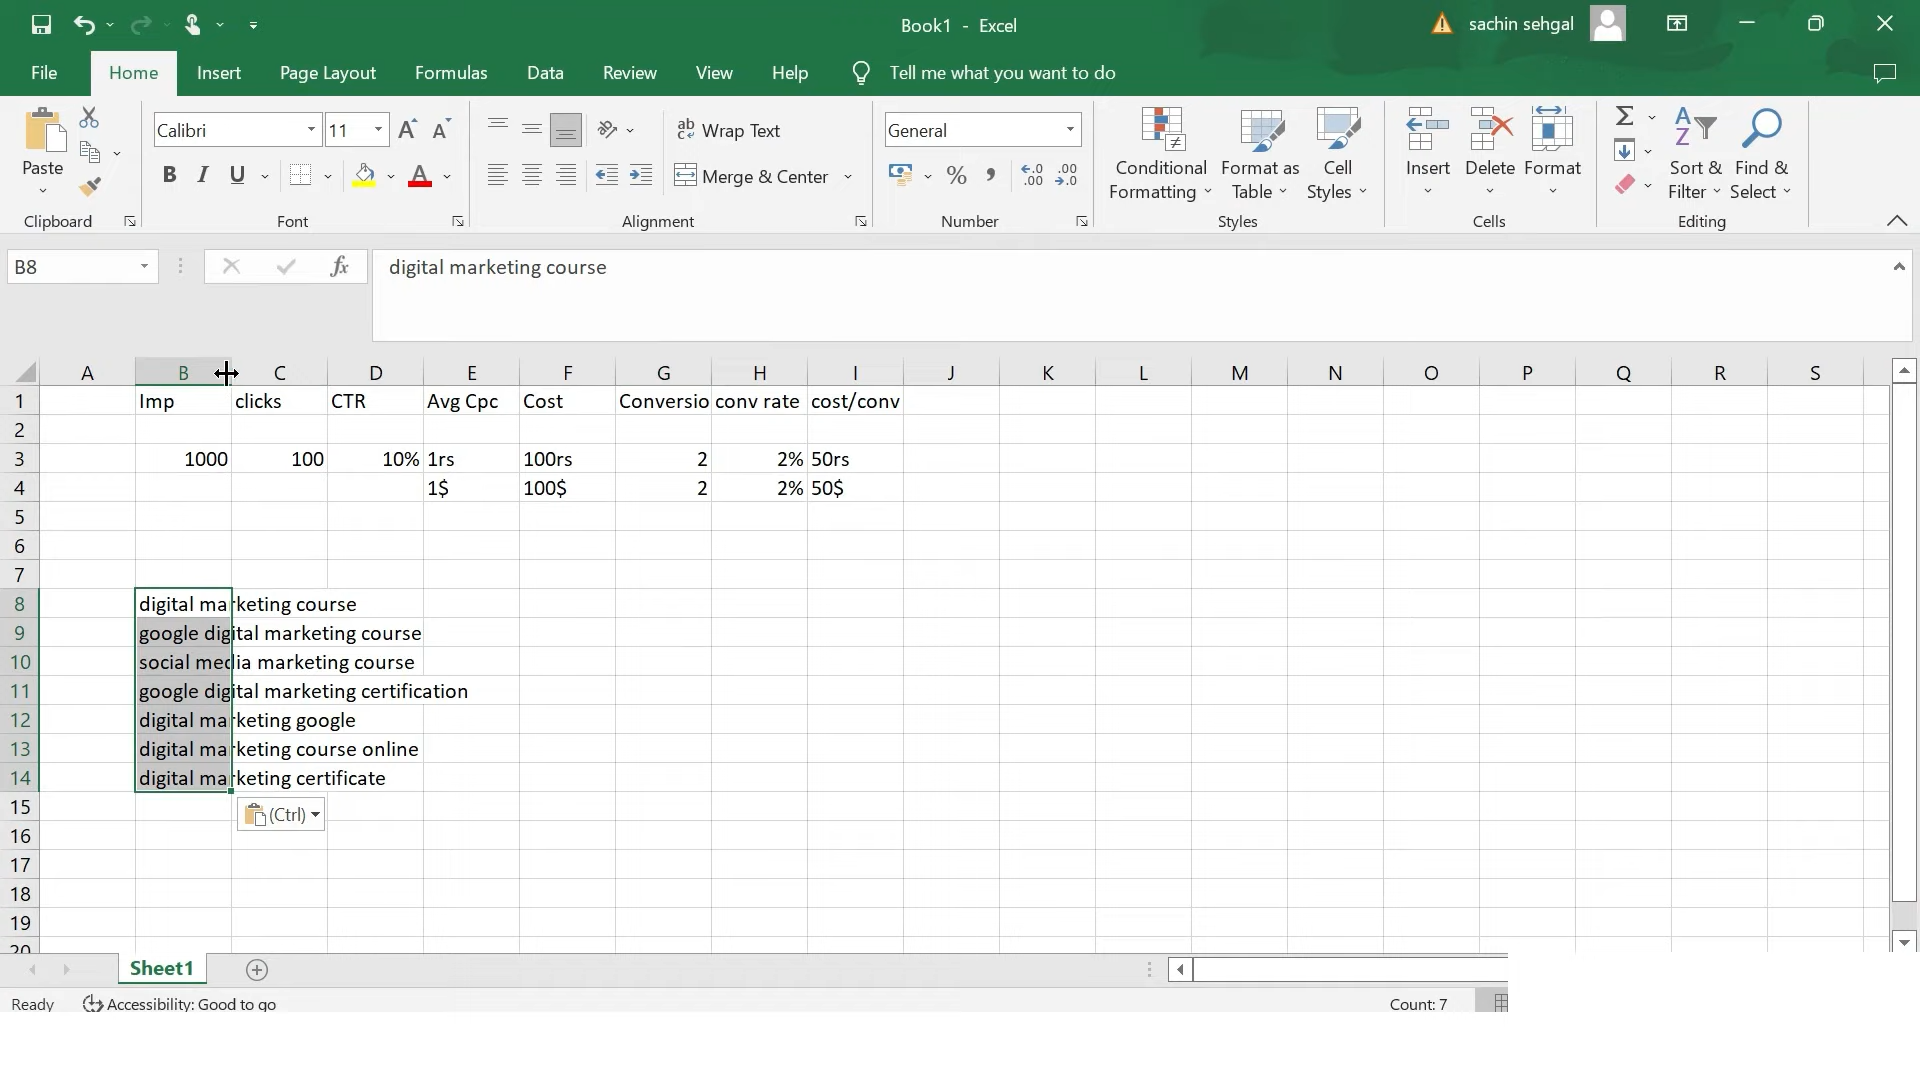 Book1 - Excel
sachin sehgal
File Home Insert Page Layout Formulas Data Review View Help Tell me what you want to do
Paste
Clipboard
Calibri 11
B I U
Font
Wrap Text
Merge & Center
Alignment
General
% , .0 .00 .00 .0
Number
Conditional Formatting
Format as Table
Cell Styles
Styles
Insert Delete Format
Cells
Sort & Filter
Find & Select
Editing
B8 fx digital marketing course
A B C D E F G H I J K L M N O P Q R S
1 Imp clicks CTR Avg Cpc Cost Conversio conv rate cost/conv
2
3 1000 100 10% 1rs 100rs 2 2% 50rs
4 1$ 100$ 2 2% 50$
5
6
7
8 digital marketing course
9 google digital marketing course
10 social media marketing course
11 google digital marketing certification
12 digital marketing google
13 digital marketing course online
14 digital marketing certificate
(Ctrl)
15
16
17
18
19
20
Sheet1
Ready Accessibility: Good to go Count: 7